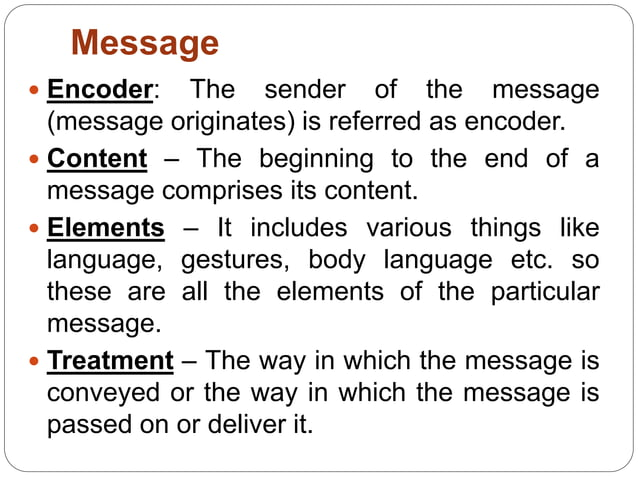 Message
• Encoder: The sender of the message
(message originates) is referred as encoder.
• Content – The beginning to the end of a
message comprises its content.
• Elements – It includes various things like
language, gestures, body language etc. so
these are all the elements of the particular
message.
• Treatment – The way in which the message is
conveyed or the way in which the message is
passed on or deliver it.